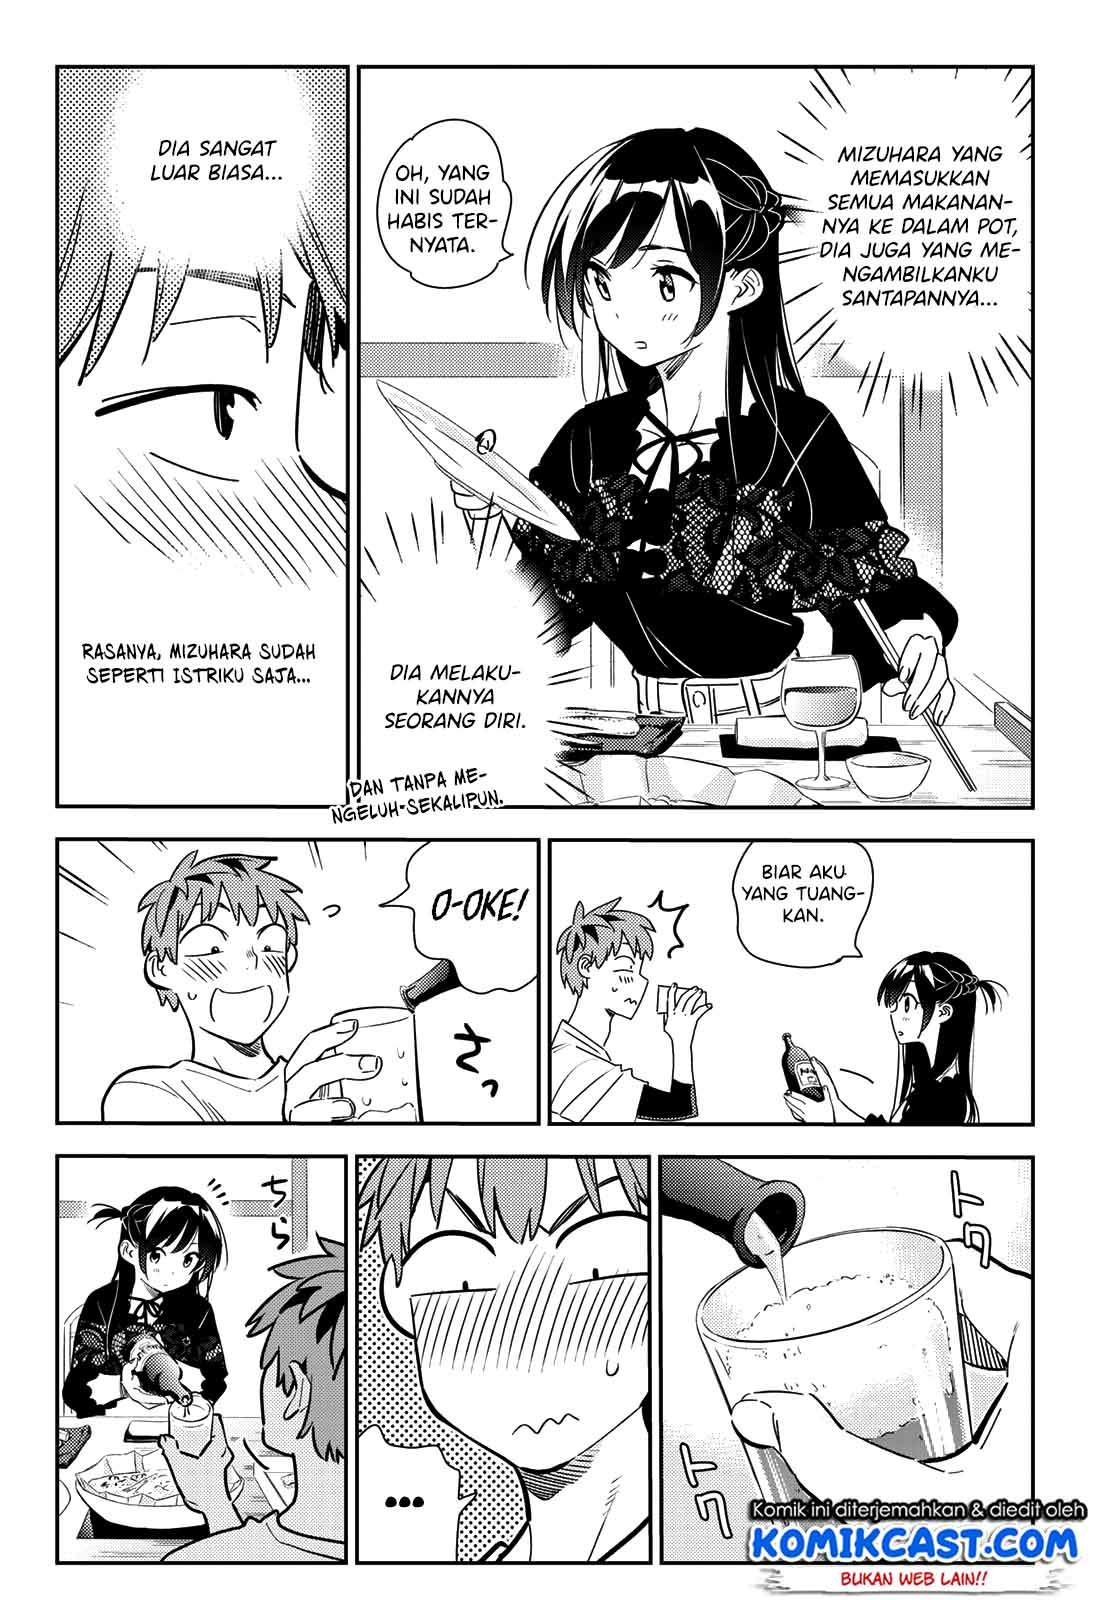 MIZUHARA YANG
MEMASUKKAN
SEMUA MAKANAN-
NYA KE DALAM POT,
DIA JUGA YANG ME-
NGAMBILKANKU
SANTAPANNYA...
OH, YANG
INI SUDAH
HABIS TER-
NYATA.
DIA MELAKU-
KANNYA
SEORANG DIRI.
DAN TANPA ME-
NGELUH SEKALIPUN.
DIA SANGAT
LUAR BIASA...
RASANYA, MIZUHARA SUDAH
SEPERTI ISTRIKU SAJA...
BIAR AKU
YANG TUANG-
KAN.
O-OKE!
さっ
トク
トク
...
ちら
Komik ini diterjemahkan & diedit oleh
KOMIKCAST.COM
BUKAN WEB LAIN!!